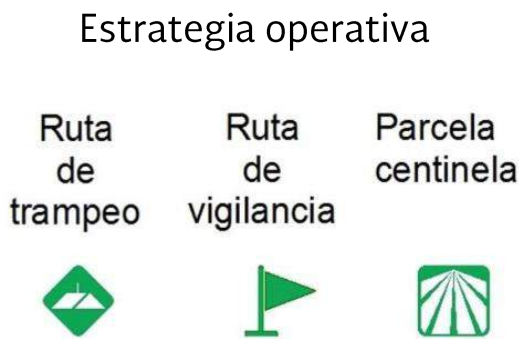 Estrategia operativa
Ruta
de
trampeo
Ruta
de
vigilancia
Parcela
centinela